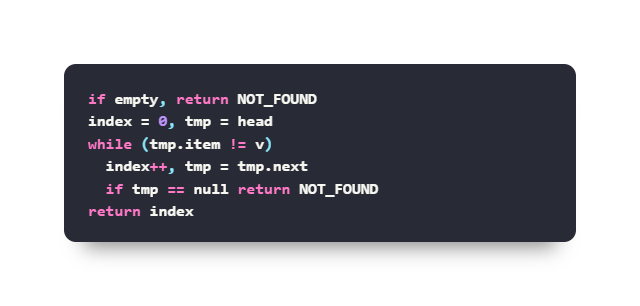 if empty, return NOT_FOUND
index = 0, tmp = head
while (tmp.item != v)
  index++, tmp = tmp.next
  if tmp == null return NOT_FOUND
return index